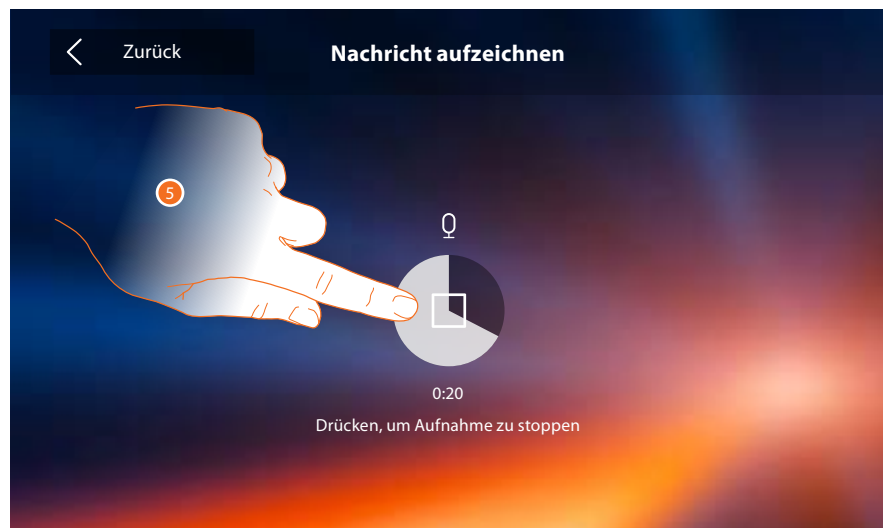 Zurück
Nachricht aufzeichnen
5
0:20
Drücken, um Aufnahme zu stoppen